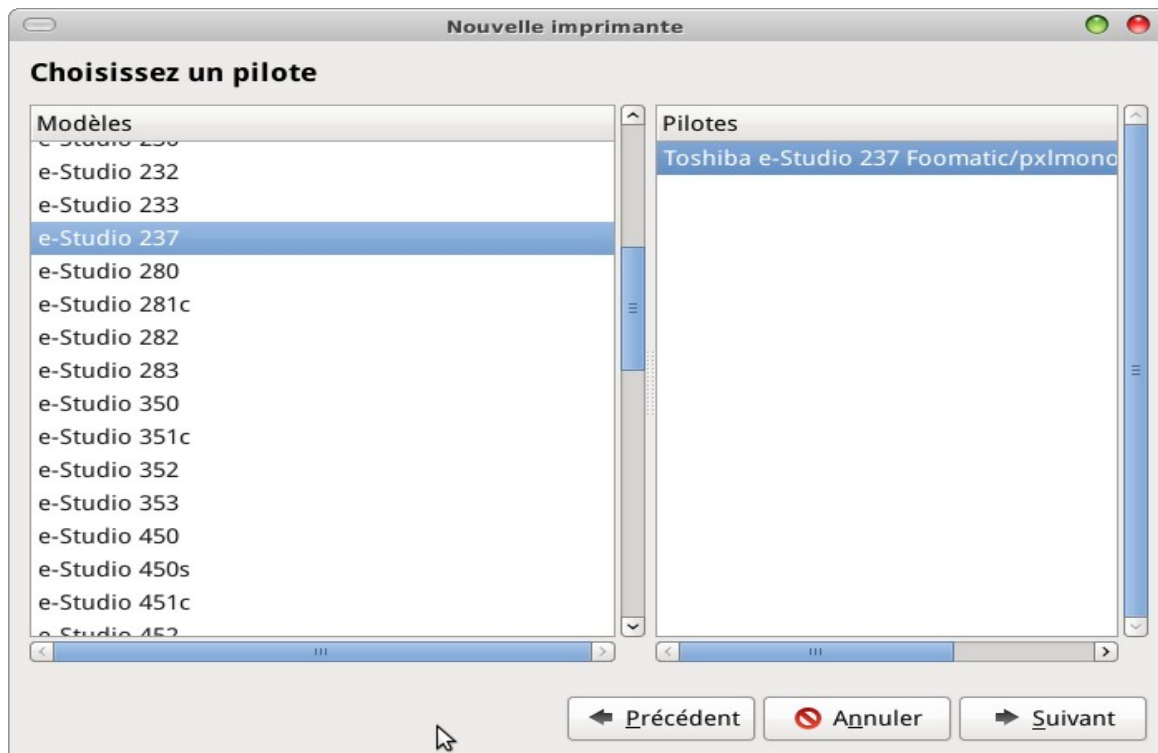 Nouvelle imprimante
Choisissez un pilote
Modèles
e-Studio 232
e-Studio 233
e-Studio 237
e-Studio 280
e-Studio 281c
e-Studio 282
e-Studio 283
e-Studio 350
e-Studio 351c
e-Studio 352
e-Studio 353
e-Studio 450
e-Studio 450s
e-Studio 451c
e-Studio 452
Pilotes
Toshiba e-Studio 237 Foomatic/pxlmono
Précédent
Annuler
Suivant